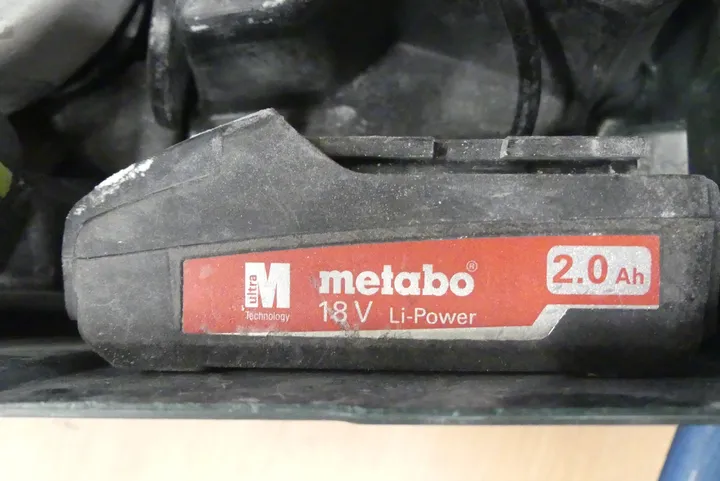 ultra M Technology
metabo®
18 V Li-Power
2.0 Ah